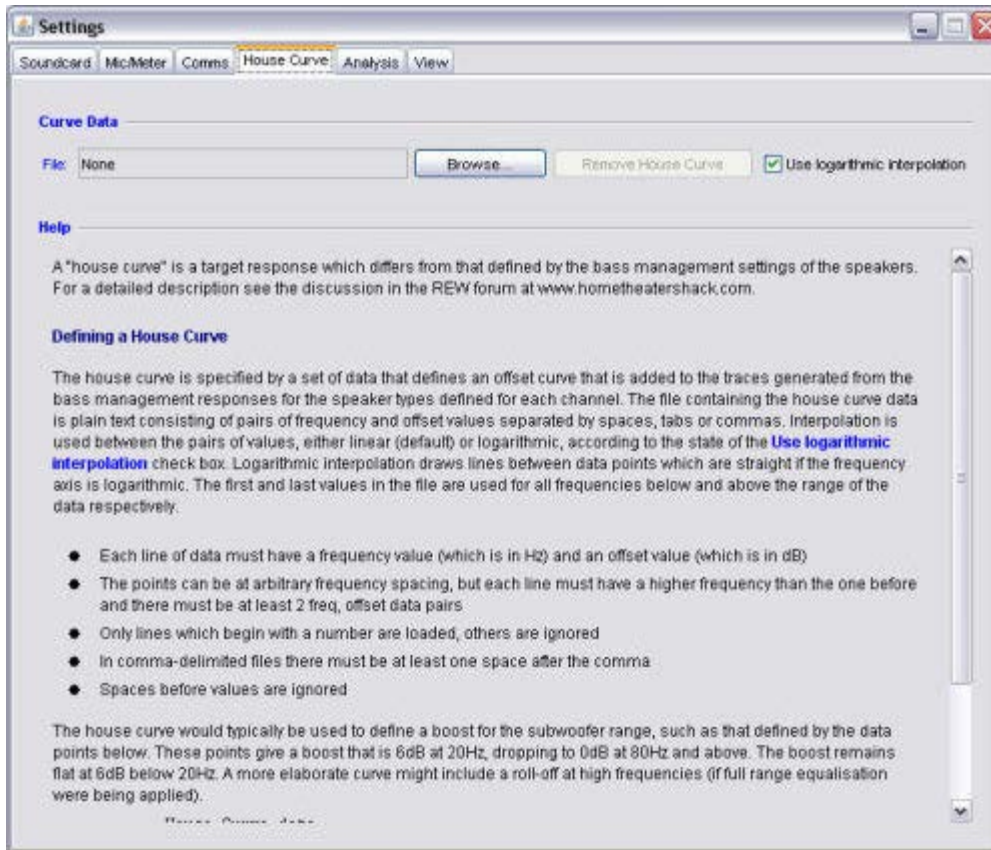 Settings
Soundcard Mic/Meter Comms House Curve Analysis View
Curve Data
File: None Browse... Remove House Curve Use logarithmic interpolation
Help
A "house curve" is a target response which differs from that defined by the bass management settings of the speakers.
For a detailed description see the discussion in the REW forum at www.hometheatershack.com.
Defining a House Curve
The house curve is specified by a set of data that defines an offset curve that is added to the traces generated from the
bass management responses for the speaker types defined for each channel. The file containing the house curve data
is plain text consisting of pairs of frequency and offset values separated by spaces, tabs or commas. Interpolation is
used between the pairs of values, either linear (default) or logarithmic, according to the state of the Use logarithmic
interpolation check box. Logarithmic interpolation draws lines between data points which are straight if the frequency
axis is logarithmic. The first and last values in the file are used for all frequencies below and above the range of the
data respectively.
Each line of data must have a frequency value (which is in Hz) and an offset value (which is in dB)
The points can be at arbitrary frequency spacing, but each line must have a higher frequency than the one before
and there must be at least 2 freq, offset data pairs
Only lines which begin with a number are loaded, others are ignored
In comma-delimited files there must be at least one space after the comma
Spaces before values are ignored
The house curve would typically be used to define a boost for the subwoofer range, such as that defined by the data
points below. These points give a boost that is 6dB at 20Hz, dropping to 0dB at 80Hz and above. The boost remains
flat at 6dB below 20Hz. A more elaborate curve might include a roll-off at high frequencies (if full range equalisation
were being applied).